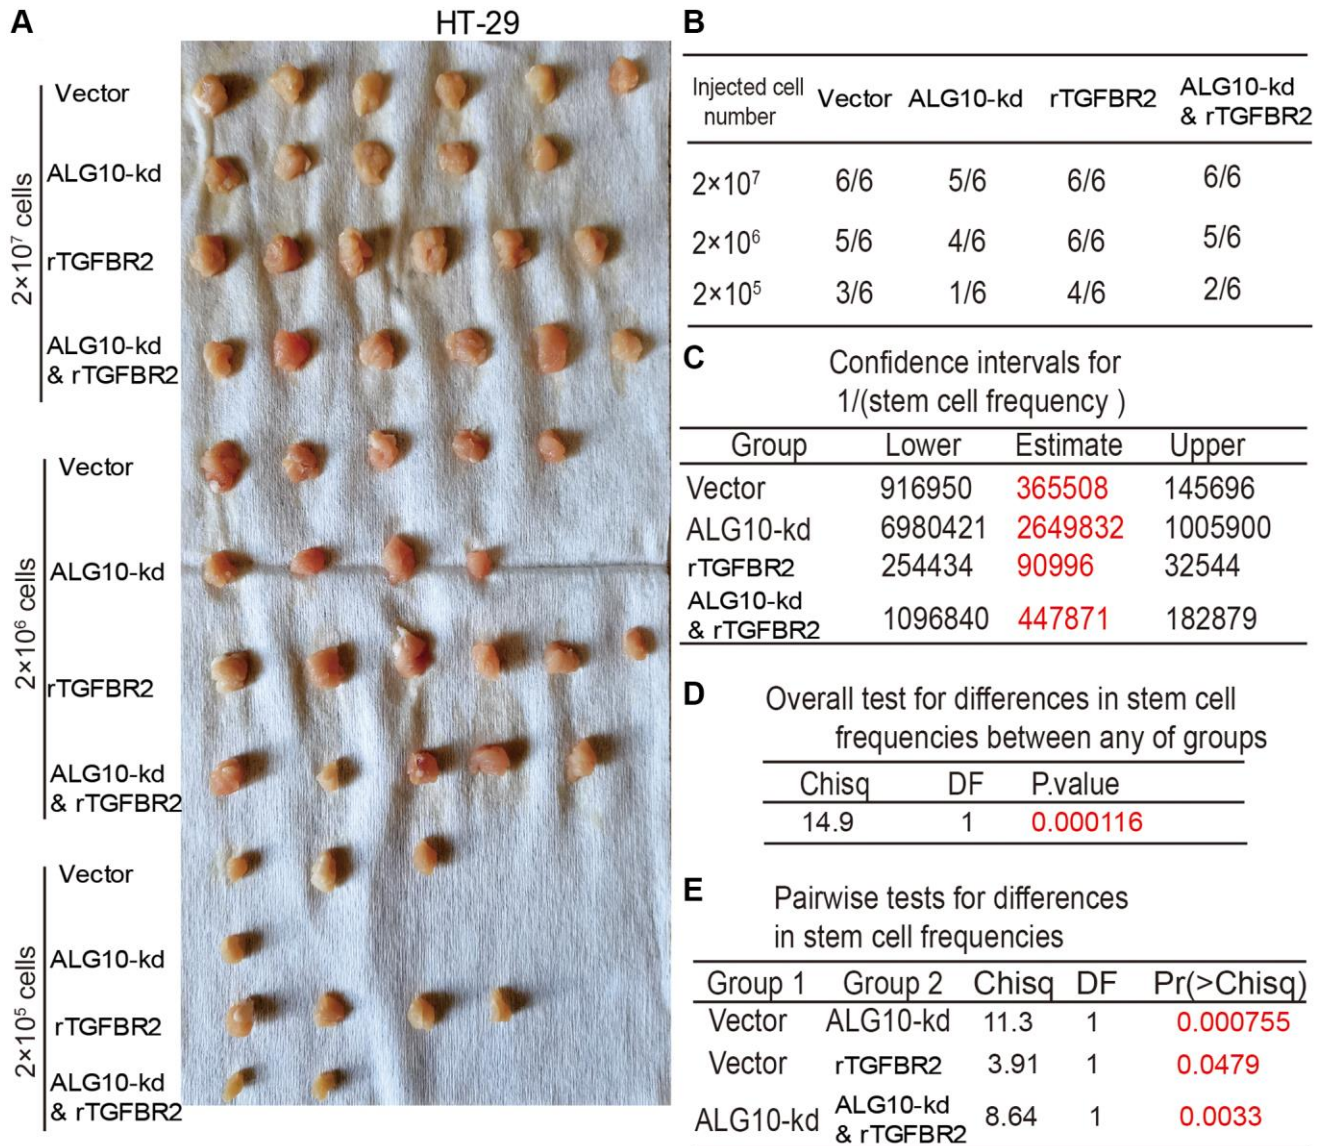 A
HT-29
2×10⁷ cells
Vector
ALG10-kd
rTGFBR2
ALG10-kd
& rTGFBR2
2×10⁶ cells
Vector
ALG10-kd
rTGFBR2
ALG10-kd
& rTGFBR2
2×10⁵ cells
Vector
ALG10-kd
rTGFBR2
ALG10-kd
& rTGFBR2
B
Injected cell number Vector ALG10-kd rTGFBR2 ALG10-kd & rTGFBR2
2×10⁷ 6/6 5/6 6/6 6/6
2×10⁶ 5/6 4/6 6/6 5/6
2×10⁵ 3/6 1/6 4/6 2/6
C
Confidence intervals for
1/(stem cell frequency )
Group Lower Estimate Upper
Vector 916950 365508 145696
ALG10-kd 6980421 2649832 1005900
rTGFBR2 254434 90996 32544
ALG10-kd & rTGFBR2 1096840 447871 182879
D
Overall test for differences in stem cell
frequencies between any of groups
Chisq DF P.value
14.9 1 0.000116
E
Pairwise tests for differences
in stem cell frequencies
Group 1 Group 2 Chisq DF Pr(>Chisq)
Vector ALG10-kd 11.3 1 0.000755
Vector rTGFBR2 3.91 1 0.0479
ALG10-kd ALG10-kd & rTGFBR2 8.64 1 0.0033